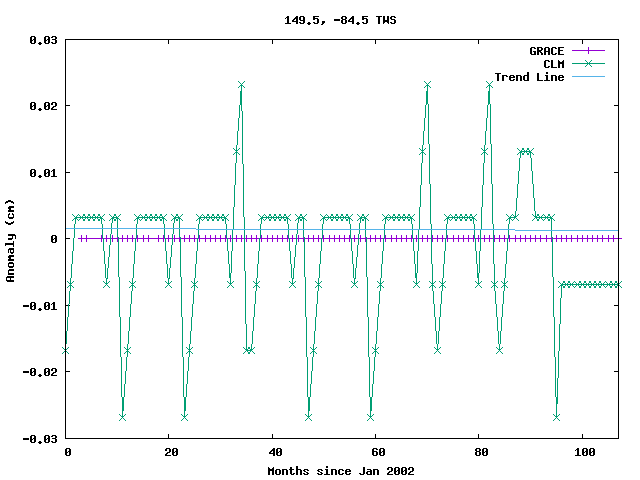 149.5, -84.5 TWS
0.03
GRACE
CLM
Trend Line
0.02
0.01
0
-0.01
-0.02
-0.03
Anomaly (cm)
0 20 40 60 80 100
Months since Jan 2002